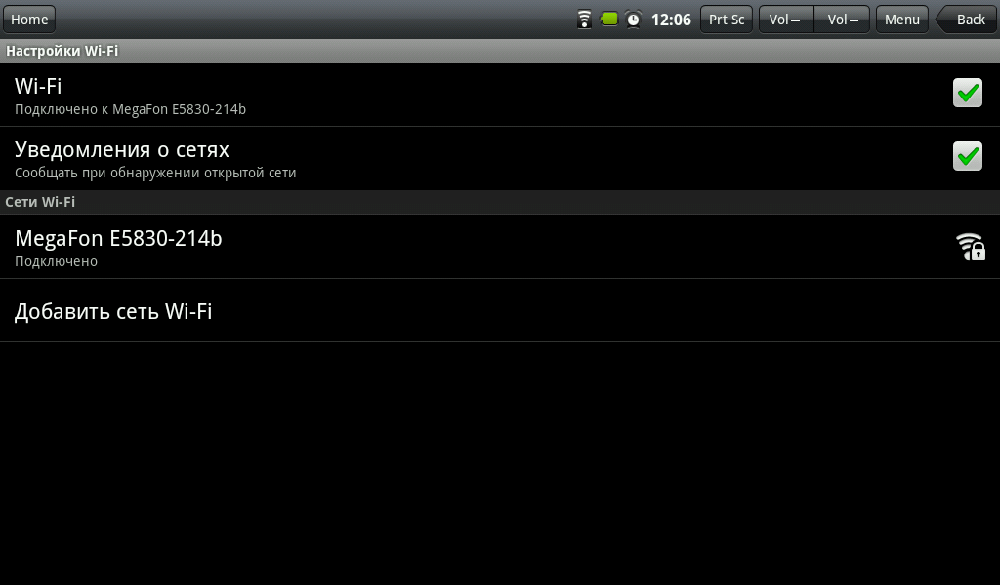 Home 12:06 Prt Sc Vol− Vol+ Menu Back
Настройки Wi-Fi
Wi-Fi
Подключено к MegaFon E5830-214b
Уведомления о сетях
Сообщать при обнаружении открытой сети
Сети Wi-Fi
MegaFon E5830-214b
Подключено
Добавить сеть Wi-Fi